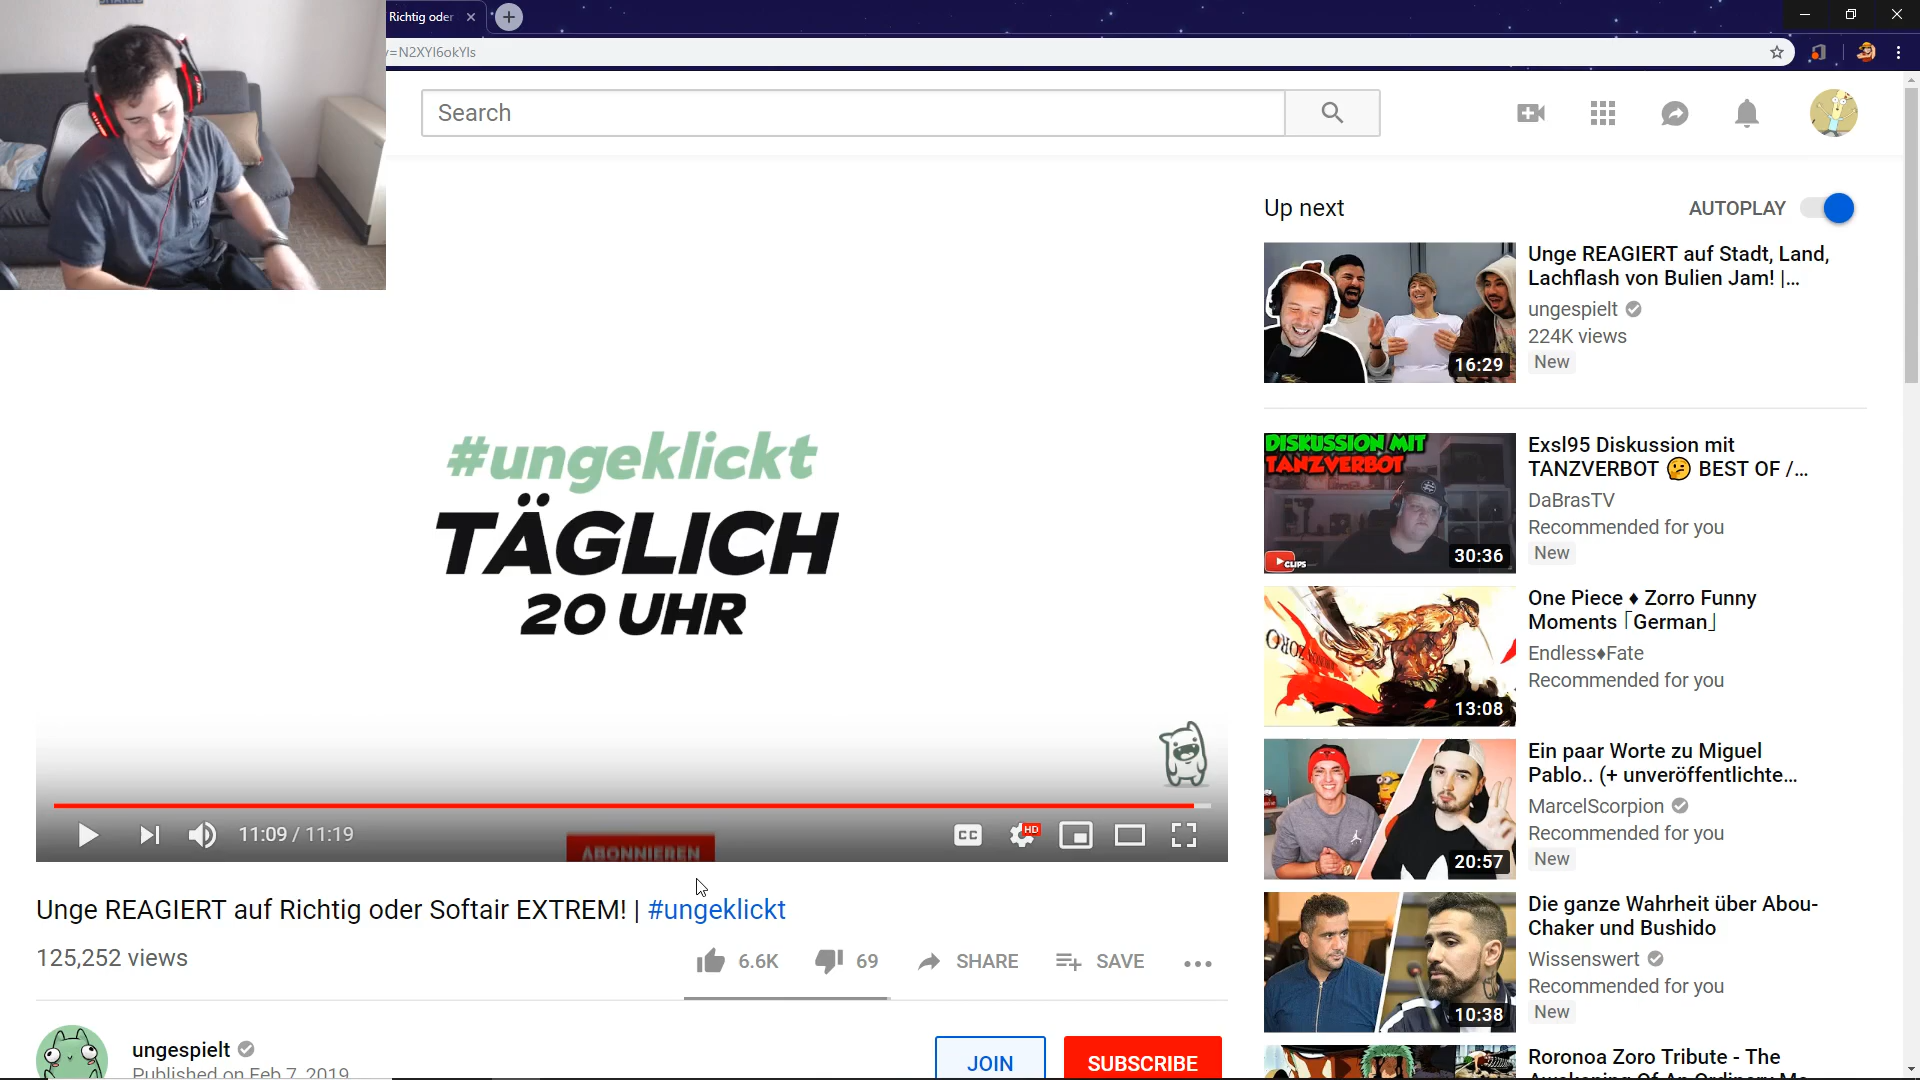 Richtig oder
=N2XYI6okYIs
Search
Up next
AUTOPLAY
Unge REAGIERT auf Stadt, Land,
Lachflash von Bulien Jam! |...
ungespielt
224K views
New
16:29
DISKUSSION MIT
TANZVERBOT
CLIPS
30:36
Exsl95 Diskussion mit
TANZVERBOT 🤔 BEST OF /...
DaBrasTV
Recommended for you
New
ZORO
13:08
One Piece ♦ Zorro Funny
Moments「German」
Endless♦Fate
Recommended for you
20:57
Ein paar Worte zu Miguel
Pablo.. (+ unveröffentlichte...
MarcelScorpion
Recommended for you
New
10:38
Die ganze Wahrheit über Abou-
Chaker und Bushido
Wissenswert
Recommended for you
New
Roronoa Zoro Tribute - The
#ungeklickt
TÄGLICH
20 UHR
ABONNIEREN
11:09 / 11:19
CC
HD
Unge REAGIERT auf Richtig oder Softair EXTREM! | #ungeklickt
125,252 views
6.6K
69
SHARE
SAVE
ungespielt
Published on Feb 7, 2019
JOIN
SUBSCRIBE